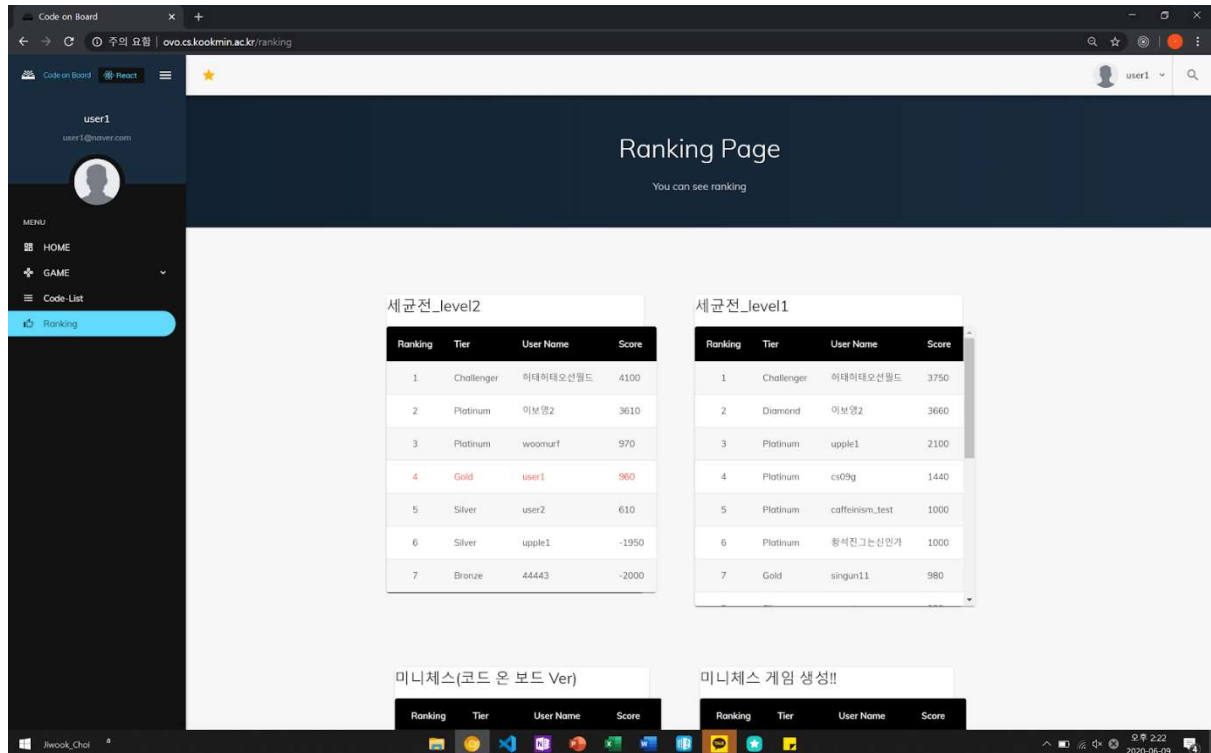 Code on Board
주의 요함 | ovo.cs.kookmin.ac.kr/ranking
Code on Board React
user1
user1
user1@naver.com
Ranking Page
You can see ranking
MENU
HOME
GAME
Code-List
Ranking
세균전_level2
Ranking Tier User Name Score
1 Challenger 허태허태오선월드 4100
2 Platinum 이보영2 3610
3 Platinum woomurf 970
4 Gold user1 960
5 Silver user2 610
6 Silver upple1 -1950
7 Bronze 44443 -2000
세균전_level1
Ranking Tier User Name Score
1 Challenger 허태허태오선월드 3750
2 Diamond 이보영2 3660
3 Platinum upple1 2100
4 Platinum cs09g 1440
5 Platinum caffeinism_test 1000
6 Platinum 황석진그는신인가 1000
7 Gold singun11 980
미니체스(코드 온 보드 Ver)
Ranking Tier User Name Score
미니체스 게임 생성!!
Ranking Tier User Name Score
Jiwook_Choi
오후 2:22
2020-06-09